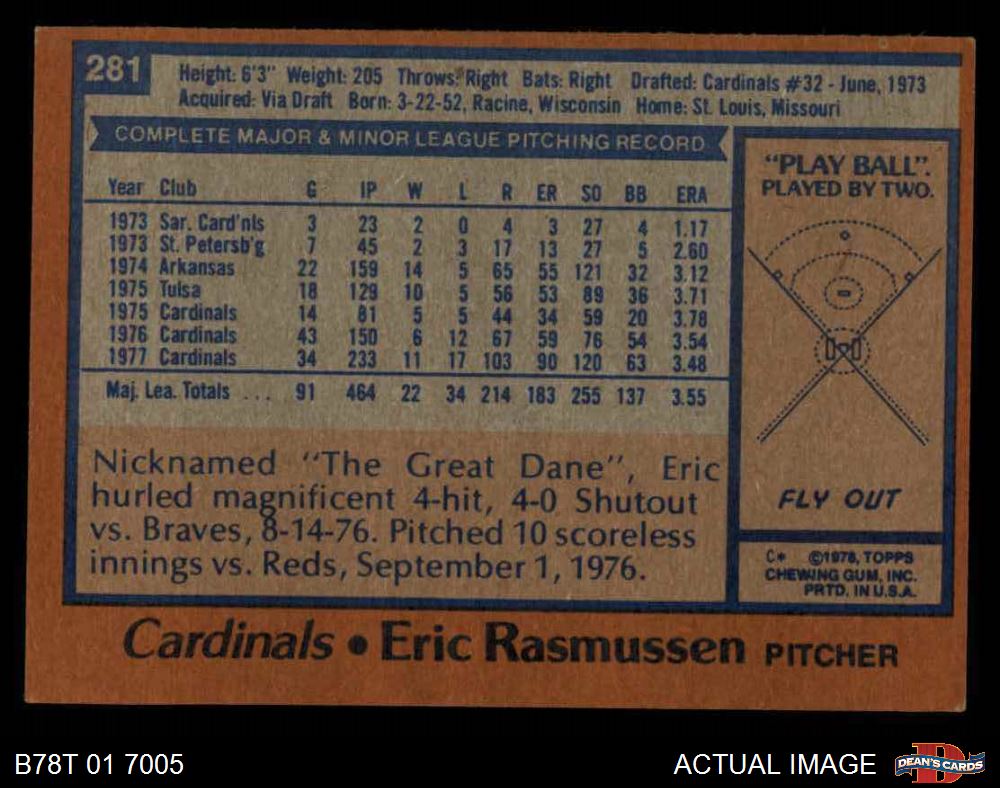 281
Height: 6'3" Weight: 205 Throws: Right Bats: Right Drafted: Cardinals #32 - June, 1973
Acquired: Via Draft Born: 3-22-52, Racine, Wisconsin Home: St. Louis, Missouri
COMPLETE MAJOR & MINOR LEAGUE PITCHING RECORD
Year Club G IP W L R ER SO BB ERA
1973 Sar. Card'nls 3 23 2 0 4 3 27 4 1.17
1973 St. Petersb'g 7 45 2 3 17 13 27 5 2.60
1974 Arkansas 22 159 14 5 65 55 121 32 3.12
1975 Tulsa 18 129 10 5 56 53 89 36 3.71
1975 Cardinals 14 81 5 5 44 34 59 20 3.78
1976 Cardinals 43 150 6 12 67 59 76 54 3.54
1977 Cardinals 34 233 11 17 103 90 120 63 3.48
Maj. Lea. Totals ... 91 464 22 34 214 183 255 137 3.55
Nicknamed "The Great Dane", Eric
hurled magnificent 4-hit, 4-0 Shutout
vs. Braves, 8-14-76. Pitched 10 scoreless
innings vs. Reds, September 1, 1976.
"PLAY BALL".
PLAYED BY TWO.
FLY OUT
C* ©1978, TOPPS
CHEWING GUM, INC.
PRTD. IN U.S.A.
Cardinals • Eric Rasmussen PITCHER
B78T 01 7005
ACTUAL IMAGE
D
DEAN'S CARDS